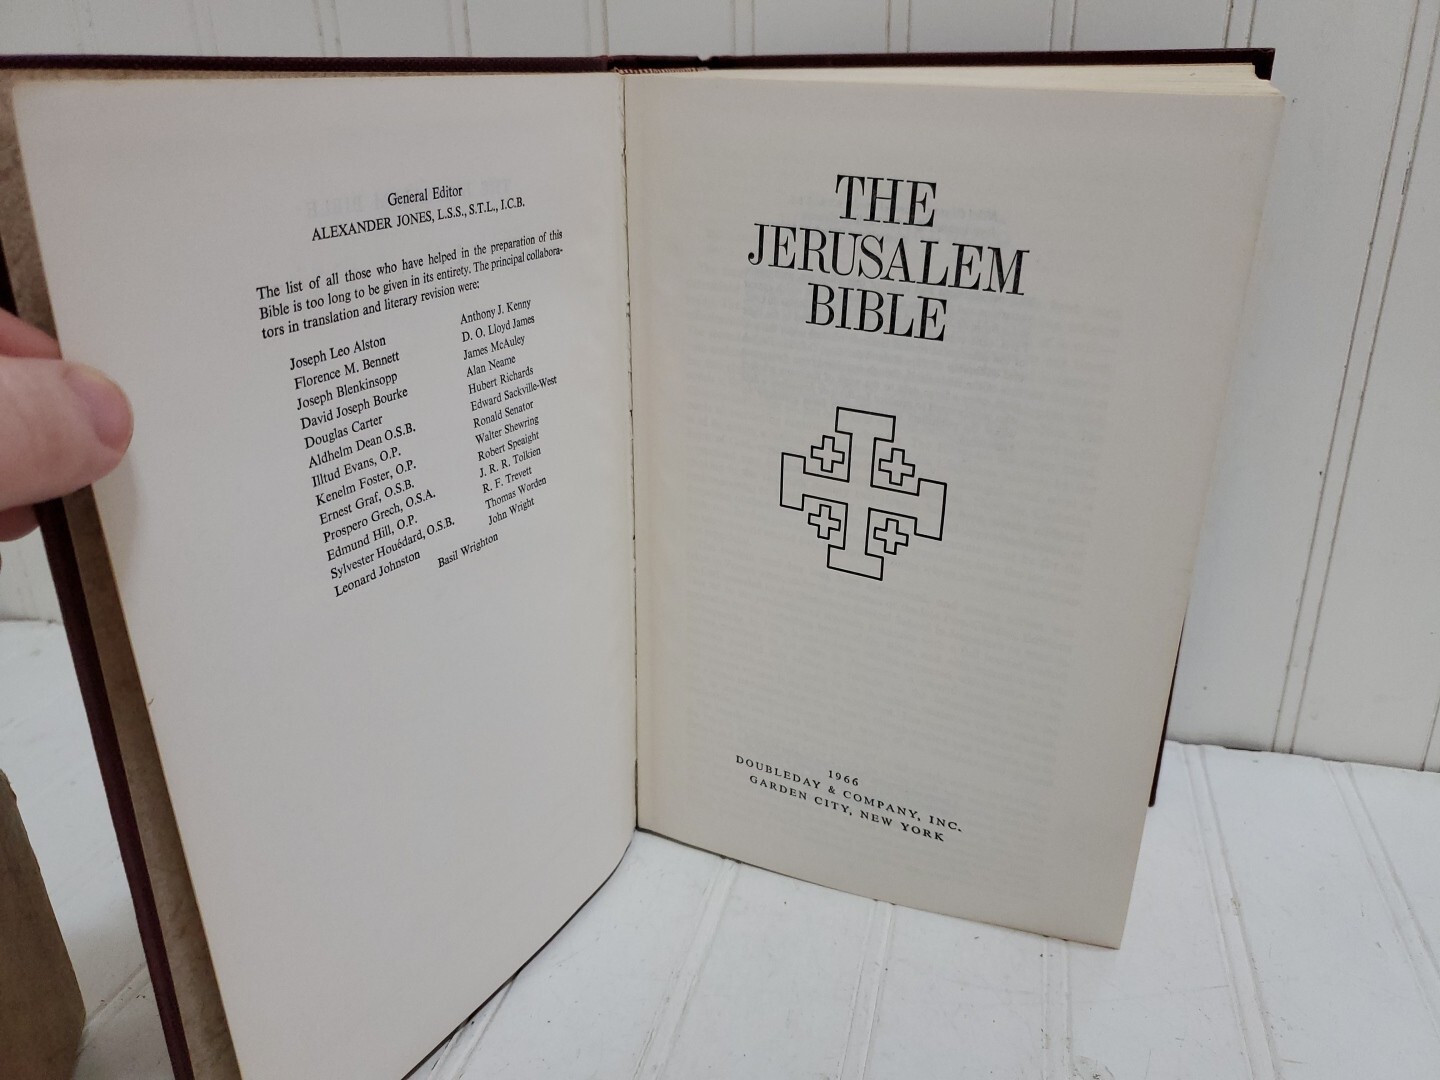 General Editor
ALEXANDER JONES, L.S.S., S.T.L., I.C.B.
The list of all those who have helped in the preparation of this
Bible is too long to be given in its entirety. The principal collabora-
tors in translation and literary revision were:
Joseph Leo Alston
Florence M. Bennett
Joseph Blenkinsopp
David Joseph Bourke
Douglas Carter
Aldhelm Dean O.S.B.
Illtud Evans, O.P.
Kenelm Foster, O.P.
Ernest Graf, O.S.B.
Prospero Grech, O.S.A.
Edmund Hill, O.P.
Sylvester Houédard, O.S.B.
Leonard Johnston
Anthony J. Kenny
D. O. Lloyd James
James McAuley
Alan Neame
Hubert Richards
Edward Sackville-West
Ronald Senator
Walter Shewring
Robert Speaight
J. R. R. Tolkien
R. F. Trevett
Thomas Worden
John Wright
Basil Wrighton
THE
JERUSALEM
BIBLE
1966
DOUBLEDAY & COMPANY, INC.
GARDEN CITY, NEW YORK